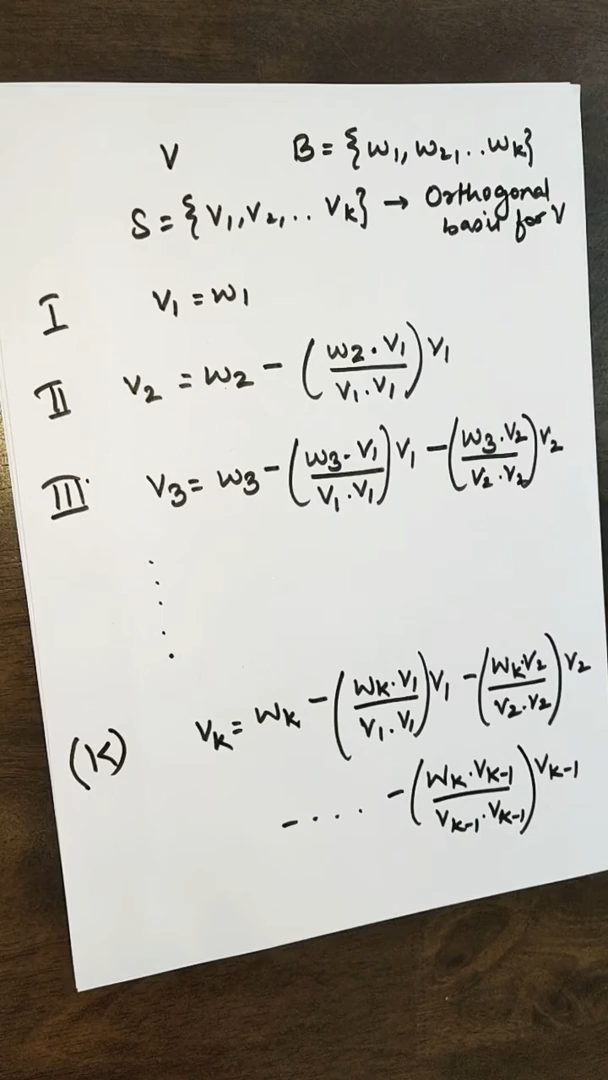 V B = {w1, w2, .. wk}
S = {v1, v2, .. vk} → Orthogonal
basis for V
I v1 = w1
II v2 = w2 - (w2 . v1 / v1 . v1) v1
III v3 = w3 - (w3 . v1 / v1 . v1) v1 - (w3 . v2 / v2 . v2) v2
. . . . .
(K) vk = wk - (wk . v1 / v1 . v1) v1 - (wk . v2 / v2 . v2) v2
- . . . . - (wk . vk-1 / vk-1 . vk-1) vk-1